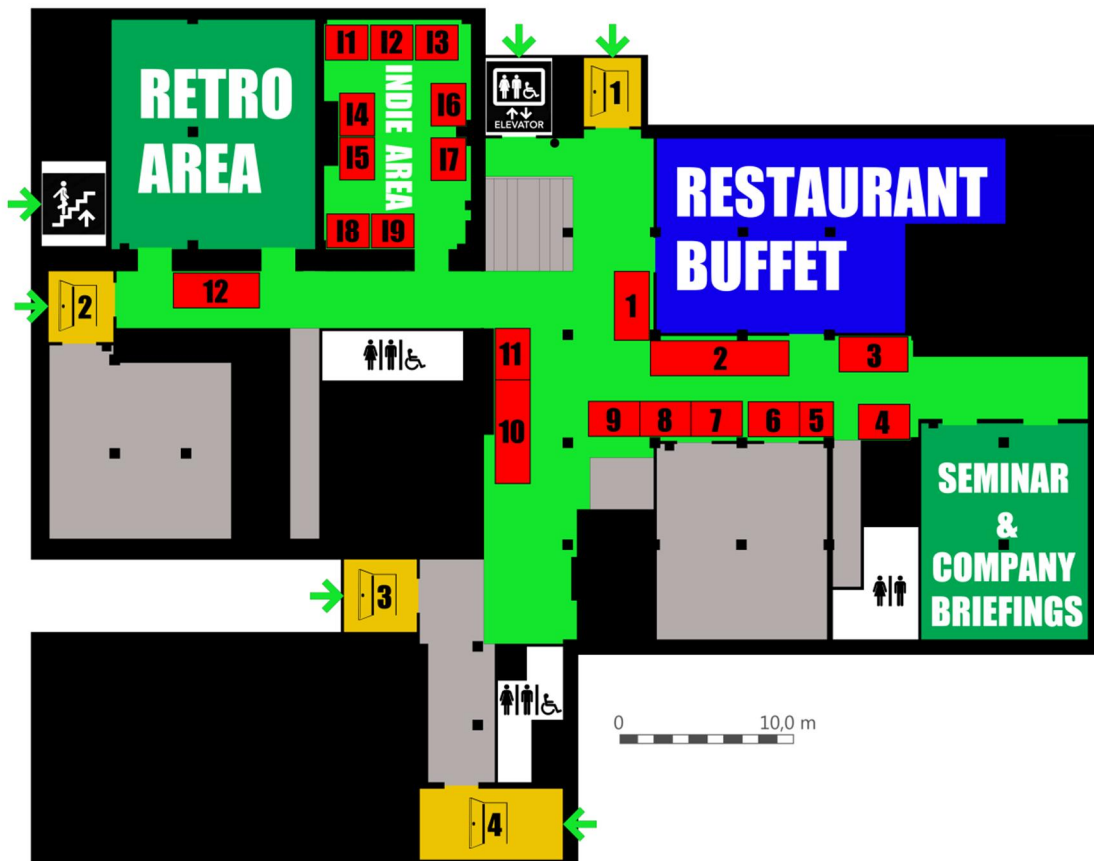 RETRO
AREA
I1 I2 I3
INDIE AREA
I4
I5
I6
I7
I8 I9
ELEVATOR
1
RESTAURANT
BUFFET
2
12
1
2
3
11
10
9 8 7 6 5 4
SEMINAR
&
COMPANY
BRIEFINGS
3
4
0 10,0 m